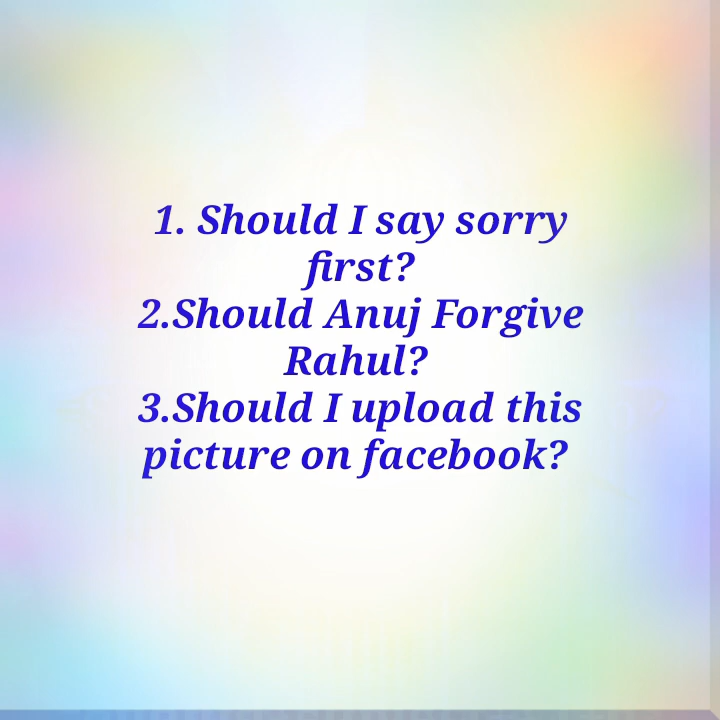 1. Should I say sorry
first?
2.Should Anuj Forgive
Rahul?
3.Should I upload this
picture on facebook?